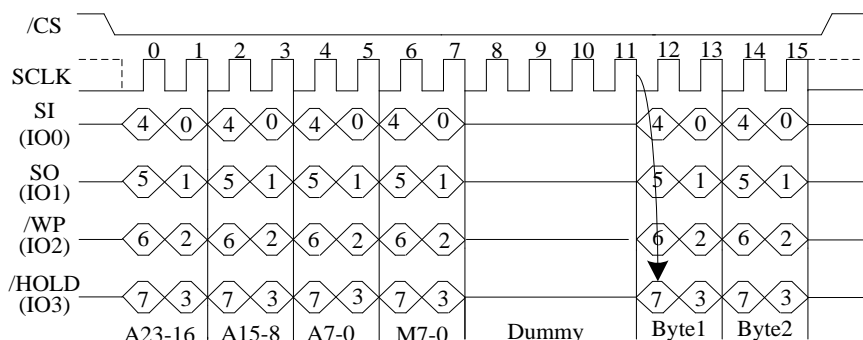 /CS
0 1 2 3 4 5 6 7 8 9 10 11 12 13 14 15
SCLK
SI
(IO0)
4 0 4 0 4 0 4 0 4 0 4 0
SO
(IO1)
5 1 5 1 5 1 5 1 5 1 5 1
/WP
(IO2)
6 2 6 2 6 2 6 2 6 2 6 2
/HOLD
(IO3)
7 3 7 3 7 3 7 3 7 3 7 3
A23-16 A15-8 A7-0 M7-0 Dummy Byte1 Byte2